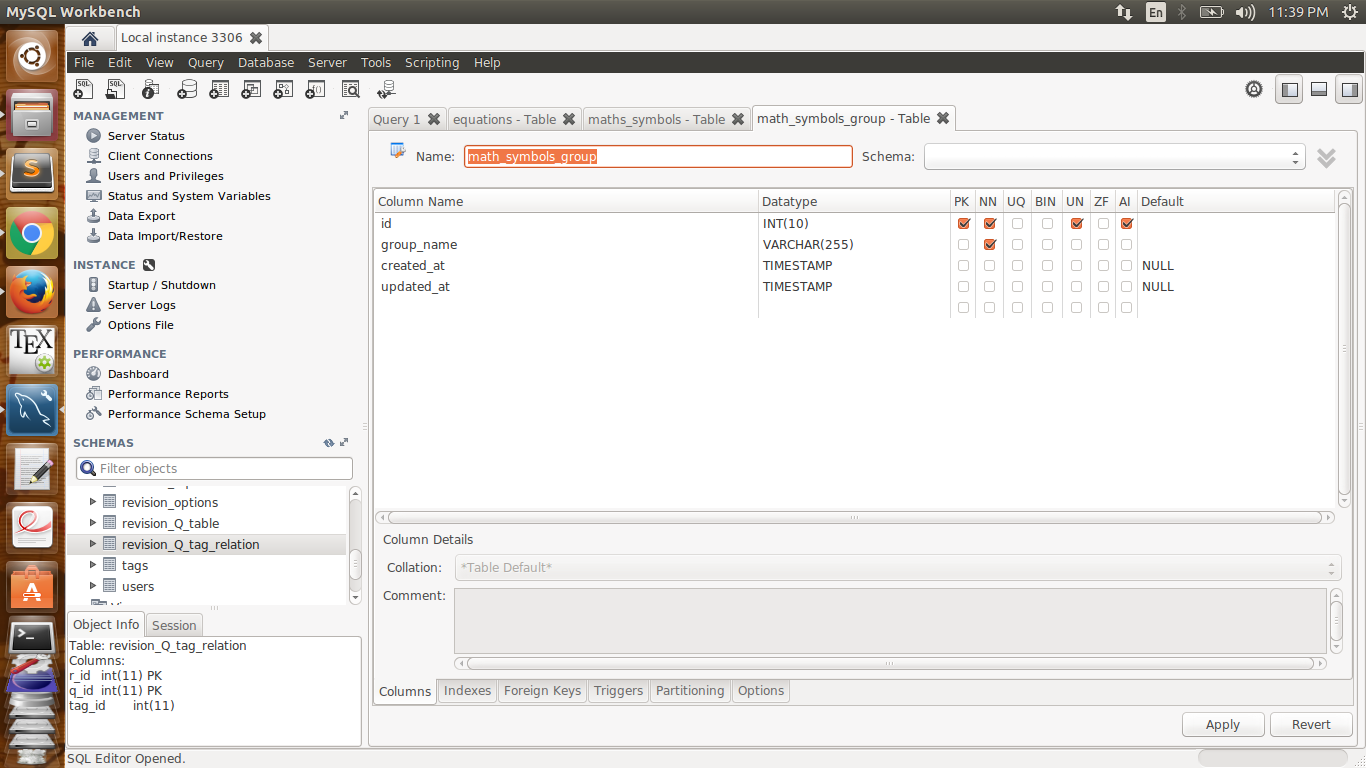 MySQL Workbench
En
11:39 PM
Local instance 3306
File Edit View Query Database Server Tools Scripting Help
MANAGEMENT
Server Status
Client Connections
Users and Privileges
Status and System Variables
Data Export
Data Import/Restore
INSTANCE
Startup / Shutdown
Server Logs
Options File
PERFORMANCE
Dashboard
Performance Reports
Performance Schema Setup
SCHEMAS
Filter objects
revision_options
revision_Q_table
revision_Q_tag_relation
tags
users
Object Info Session
Table: revision_Q_tag_relation
Columns:
r_id int(11) PK
q_id int(11) PK
tag_id int(11)
Query 1 equations - Table maths_symbols - Table math_symbols_group - Table
Name: math_symbols_group Schema:
Column Name Datatype PK NN UQ BIN UN ZF AI Default
id INT(10)
group_name VARCHAR(255)
created_at TIMESTAMP NULL
updated_at TIMESTAMP NULL
Column Details
Collation: *Table Default*
Comment:
Columns Indexes Foreign Keys Triggers Partitioning Options
Apply Revert
SQL Editor Opened.